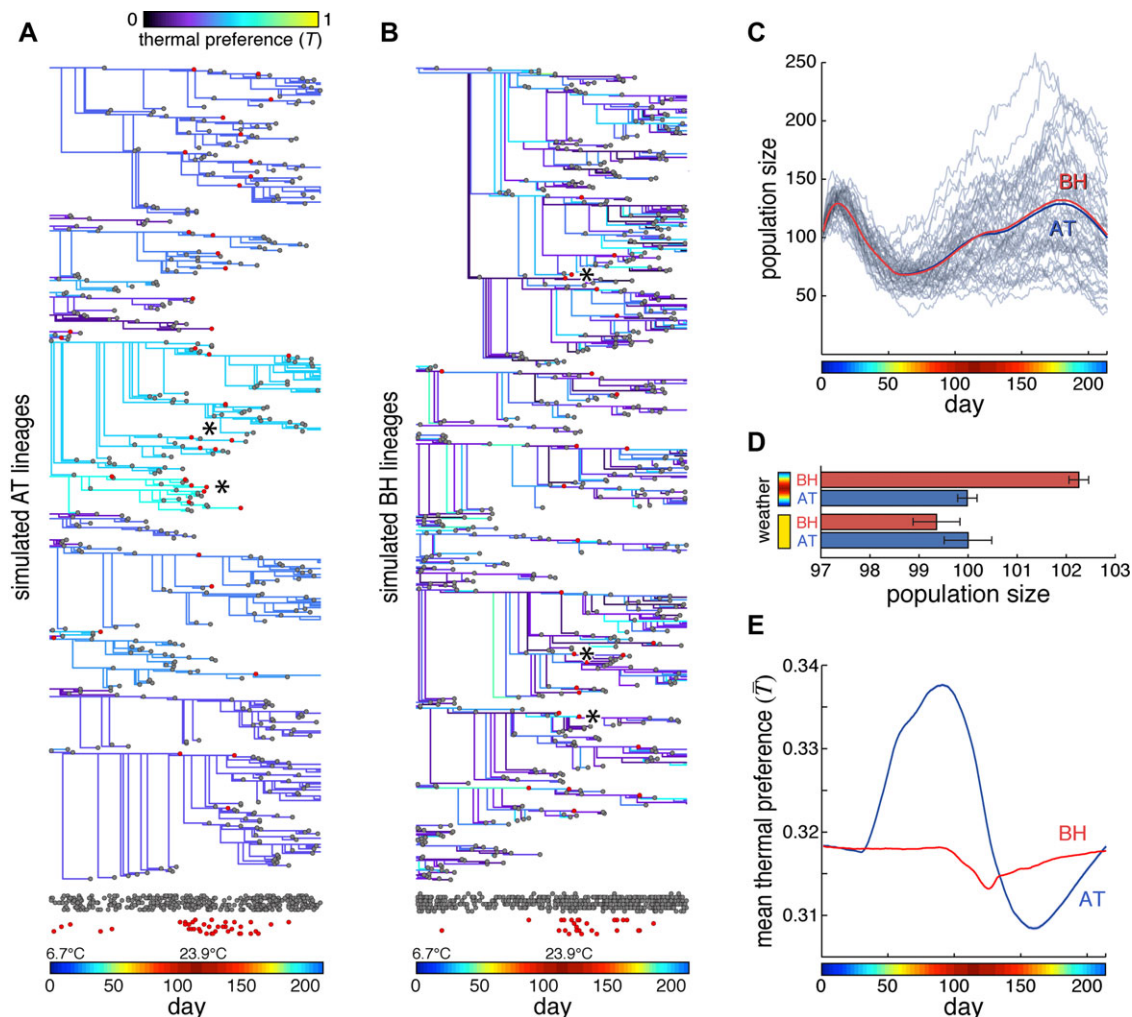 A
0 1
thermal preference (T)
simulated AT lineages
*
*
6.7°C 23.9°C
0 50 100 150 200
day
B
simulated BH lineages
*
*
*
6.7°C 23.9°C
0 50 100 150 200
day
C
population size
250
200
150
100
50
BH
AT
0 50 100 150 200
day
D
weather
BH
AT
BH
AT
97 98 99 100 101 102 103
population size
E
mean thermal preference (T̅)
0.34
0.33
0.32
0.31
BH
AT
0 50 100 150 200
day